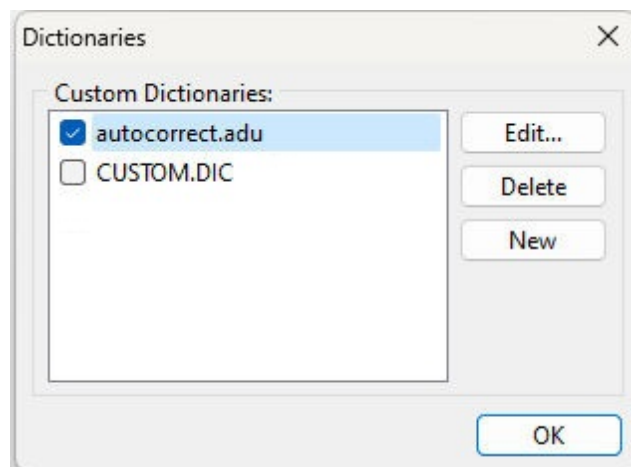 Dictionaries
Custom Dictionaries:
autocorrect.adu
CUSTOM.DIC
Edit...
Delete
New
OK